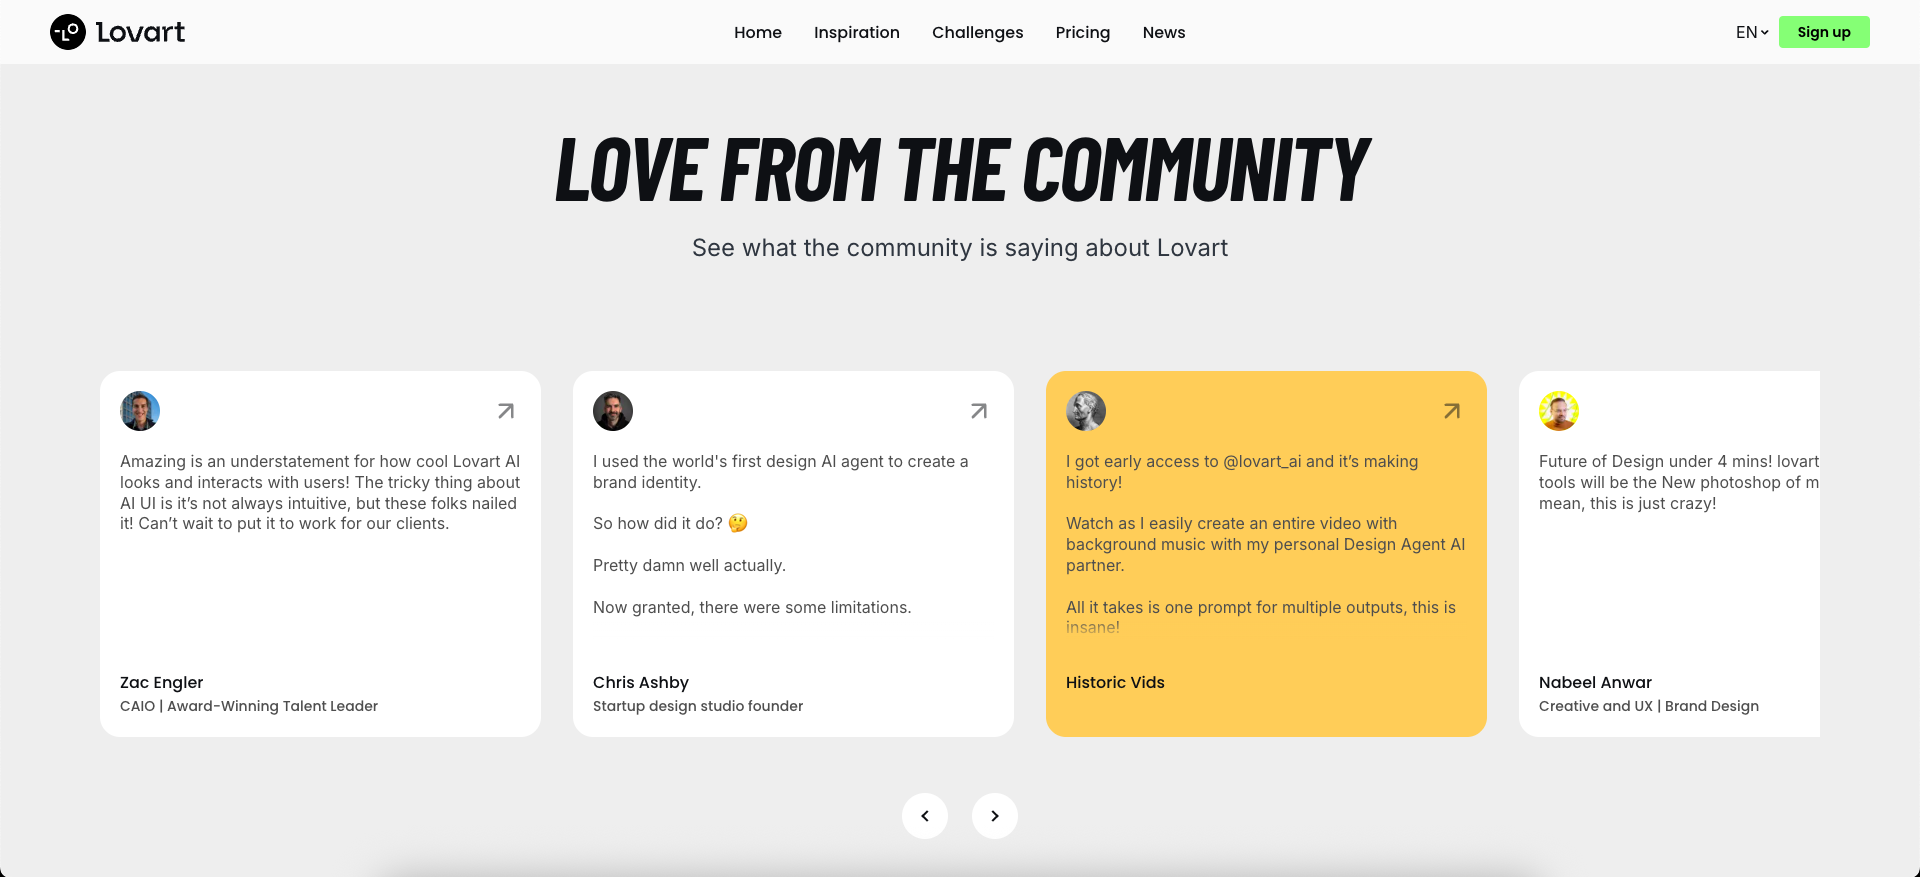 Lovart
Home
Inspiration
Challenges
Pricing
News
EN
Sign up
LOVE FROM THE COMMUNITY
See what the community is saying about Lovart
Amazing is an understatement for how cool Lovart AI
looks and interacts with users! The tricky thing about
AI UI is it’s not always intuitive, but these folks nailed
it! Can’t wait to put it to work for our clients.
Zac Engler
CAIO | Award-Winning Talent Leader
I used the world's first design AI agent to create a
brand identity.
So how did it do? 🤔
Pretty damn well actually.
Now granted, there were some limitations.
Chris Ashby
Startup design studio founder
I got early access to @lovart_ai and it’s making
history!
Watch as I easily create an entire video with
background music with my personal Design Agent AI
partner.
All it takes is one prompt for multiple outputs, this is
insane!
Historic Vids
Future of Design under 4 mins! lovart
tools will be the New photoshop of m
mean, this is just crazy!
Nabeel Anwar
Creative and UX | Brand Design